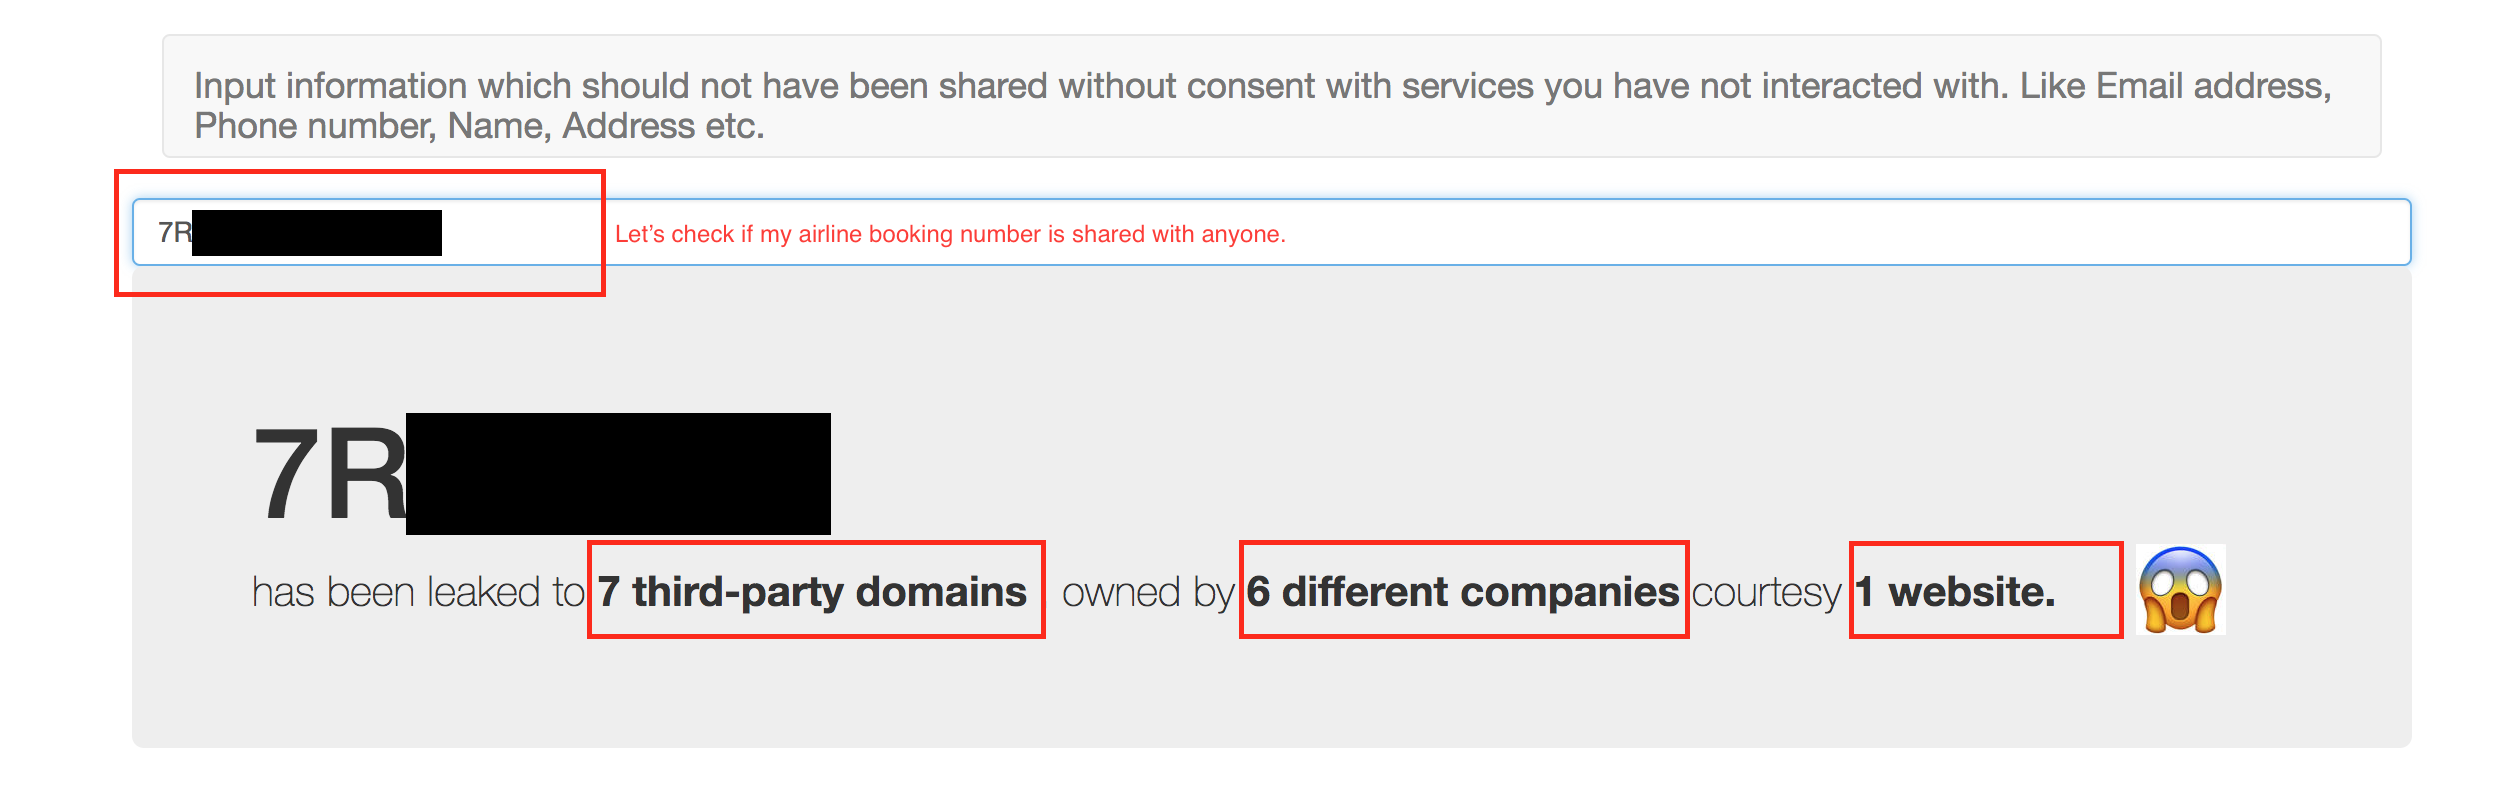 Input information which should not have been shared without consent with services you have not interacted with. Like Email address,
Phone number, Name, Address etc.
7R Let’s check if my airline booking number is shared with anyone.
7R
has been leaked to 7 third-party domains owned by 6 different companies courtesy 1 website. 😱